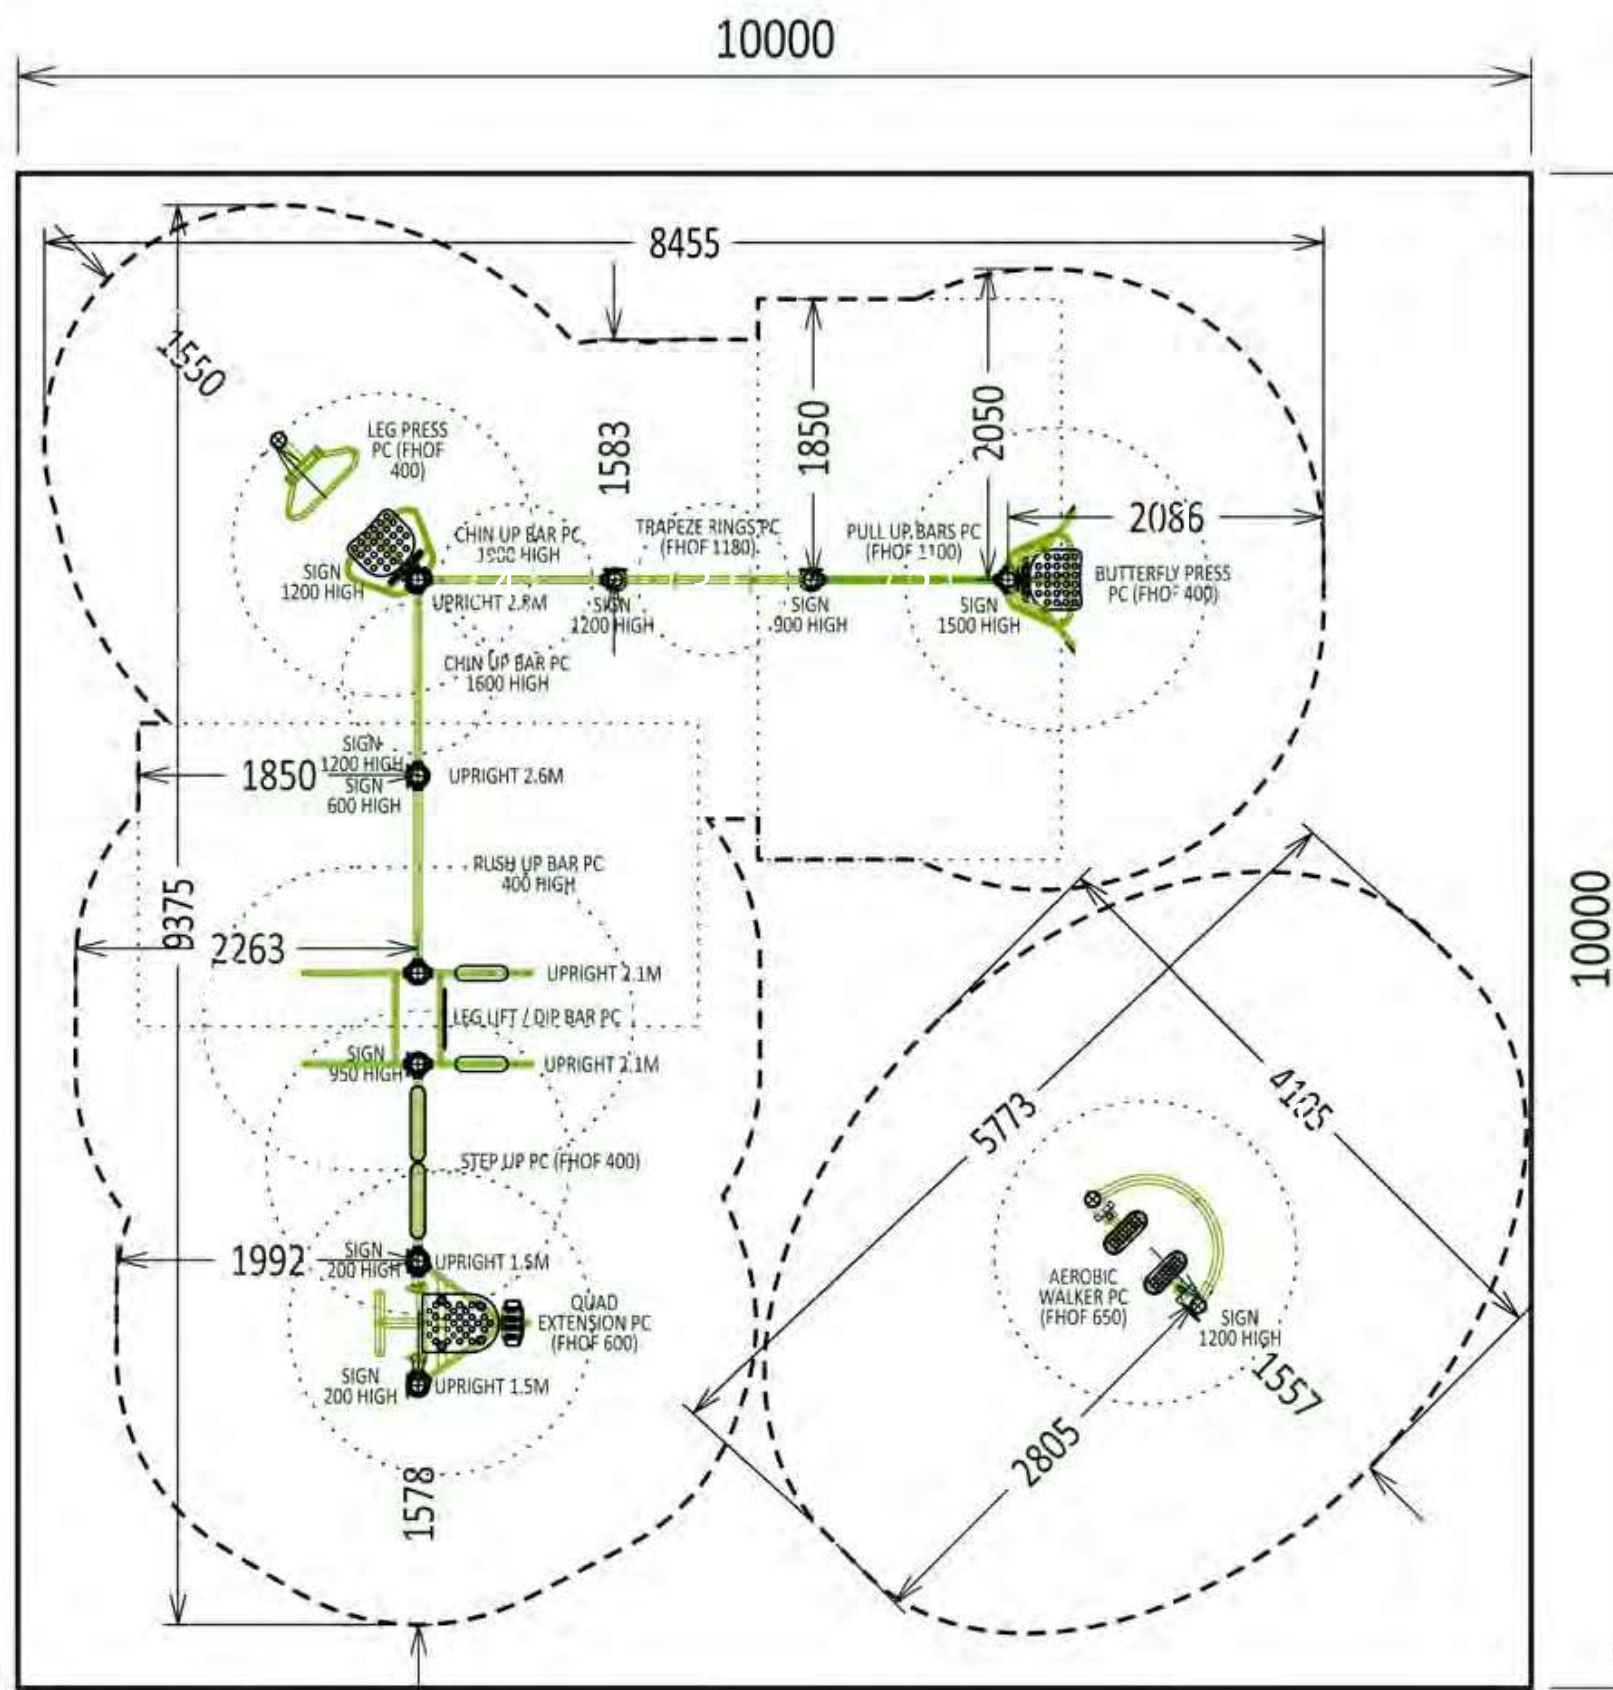 10000
8455
1550
1583
1850
2050
LEG PRESS
PC (FHOF
400)
2086
CHIN UP BAR PC
1900 HIGH
TRAPEZE RINGS PC
(FHOF 1180)
PULL UP BARS PC
(FHOF 1100)
SIGN
1200 HIGH
UPRIGHT 2.8M
SIGN
1200 HIGH
SIGN
900 HIGH
SIGN
1500 HIGH
BUTTERFLY PRESS
PC (FHOF 400)
CHIN UP BAR PC
1600 HIGH
SIGN
1200 HIGH
1850
SIGN
600 HIGH
UPRIGHT 2.6M
RUSH UP BAR PC
400 HIGH
9375
10000
2263
UPRIGHT 2.1M
LEG LIFT / DIP BAR PC
SIGN
950 HIGH
UPRIGHT 2.1M
5773
STEP UP PC (FHOF 400)
1992
SIGN
200 HIGH
UPRIGHT 1.5M
QUAD
EXTENSION PC
(FHOF 600)
AEROBIC
WALKER PC
(FHOF 650)
SIGN
1200 HIGH
SIGN
200 HIGH
UPRIGHT 1.5M
1557
2805
1578